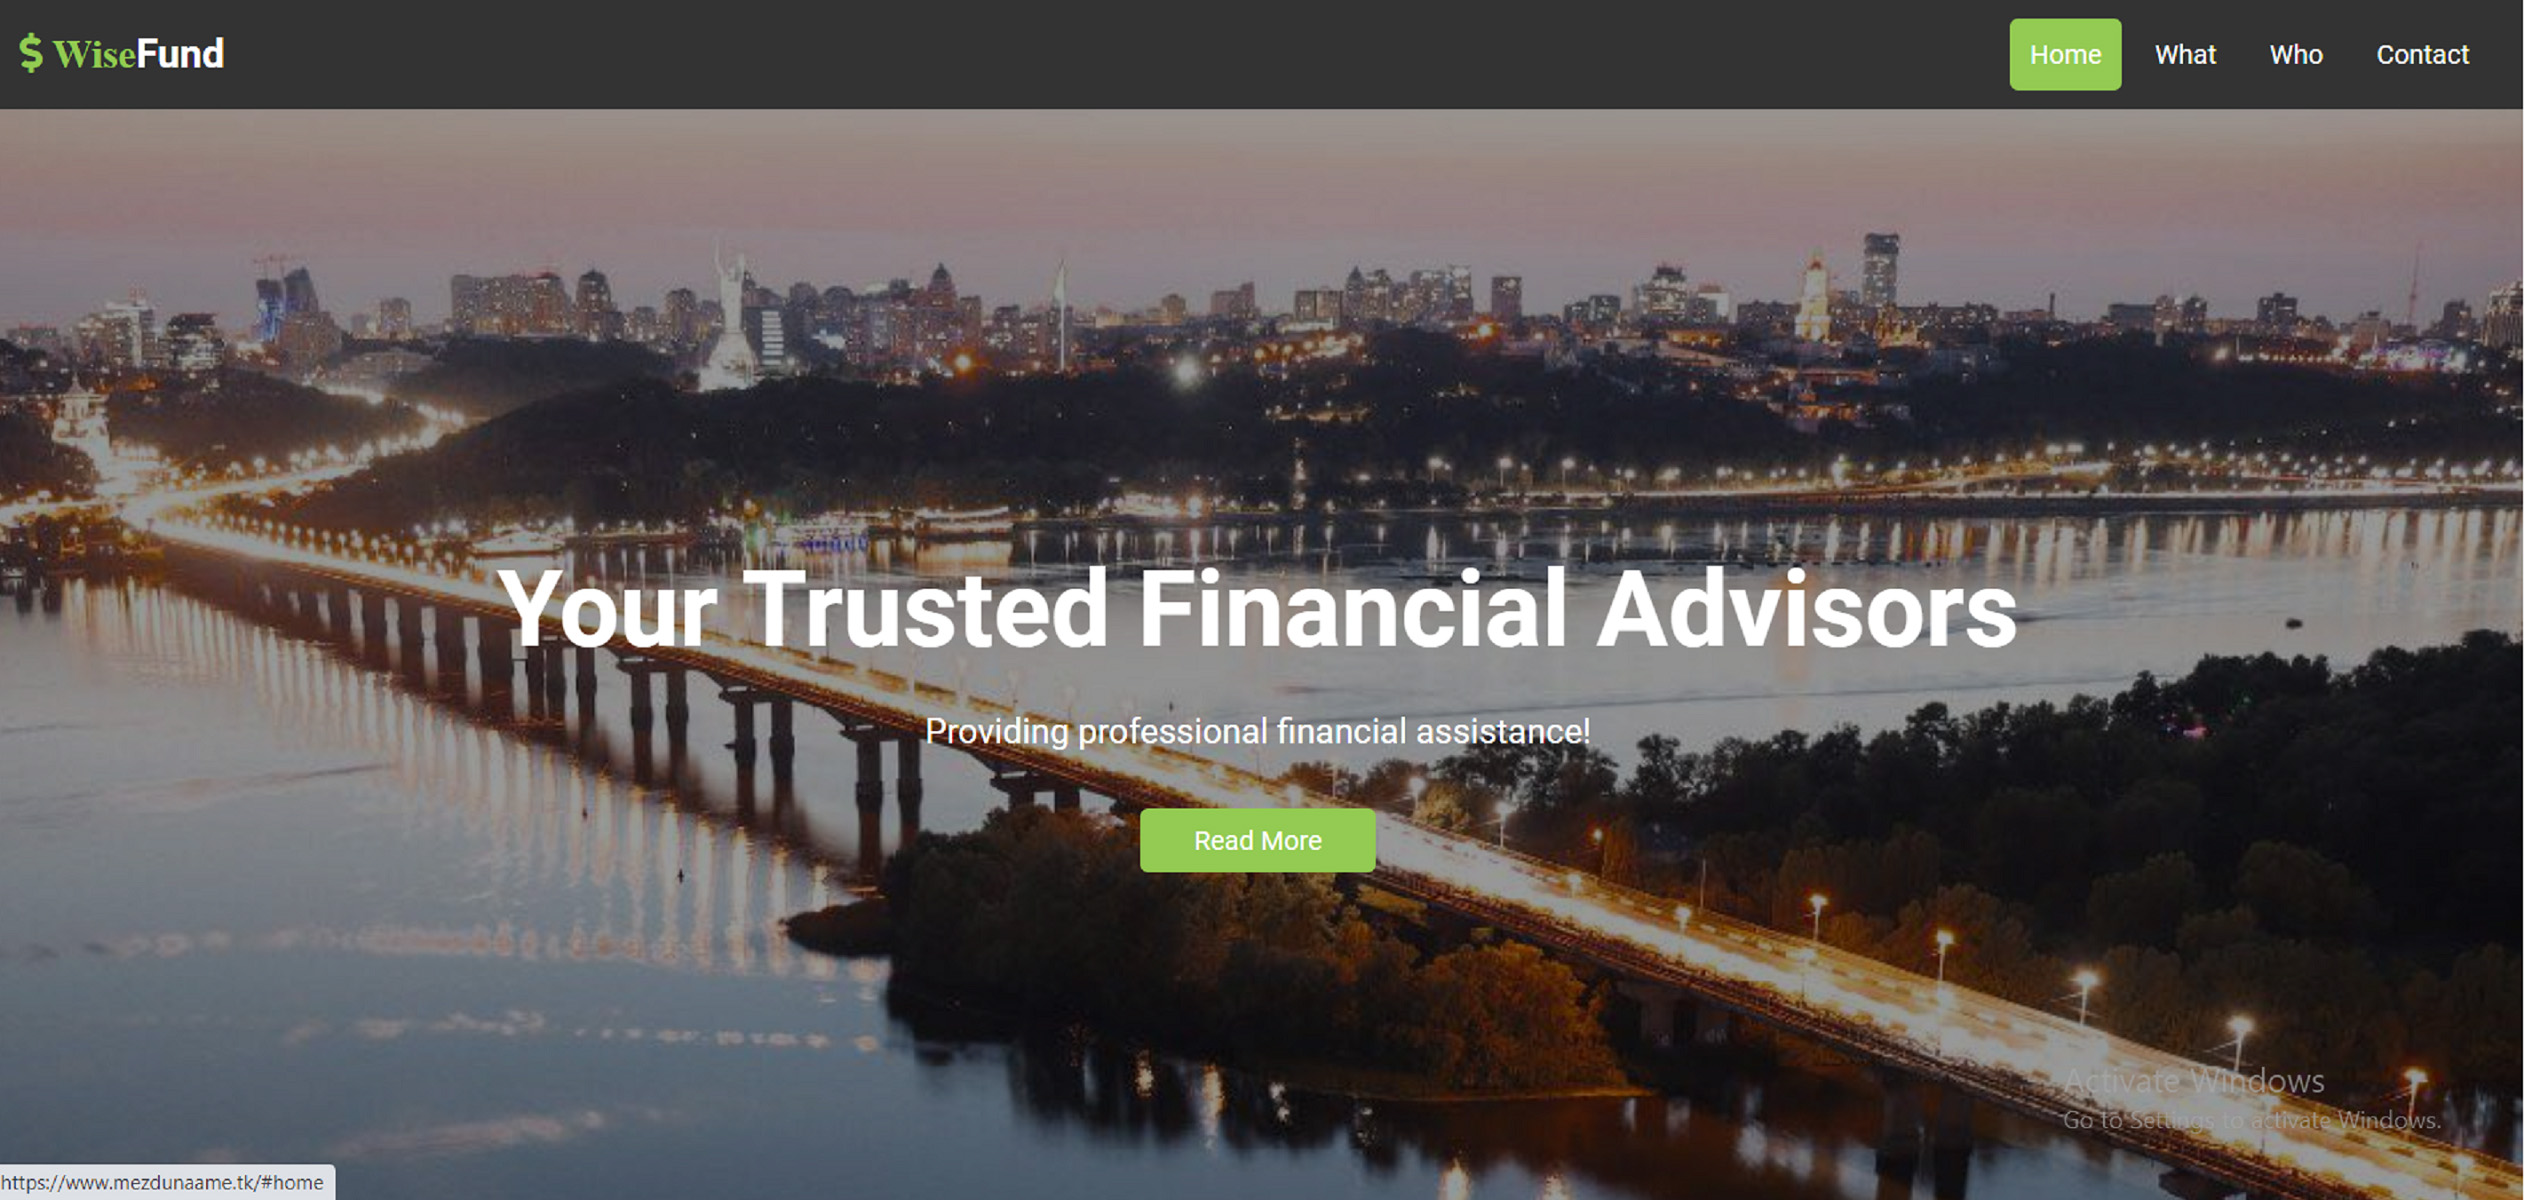 $ WiseFund
Home What Who Contact
Your Trusted Financial Advisors
Providing professional financial assistance!
Read More
Activate Windows
Go to Settings to activate Windows.
https://www.mezdunaame.tk/#home